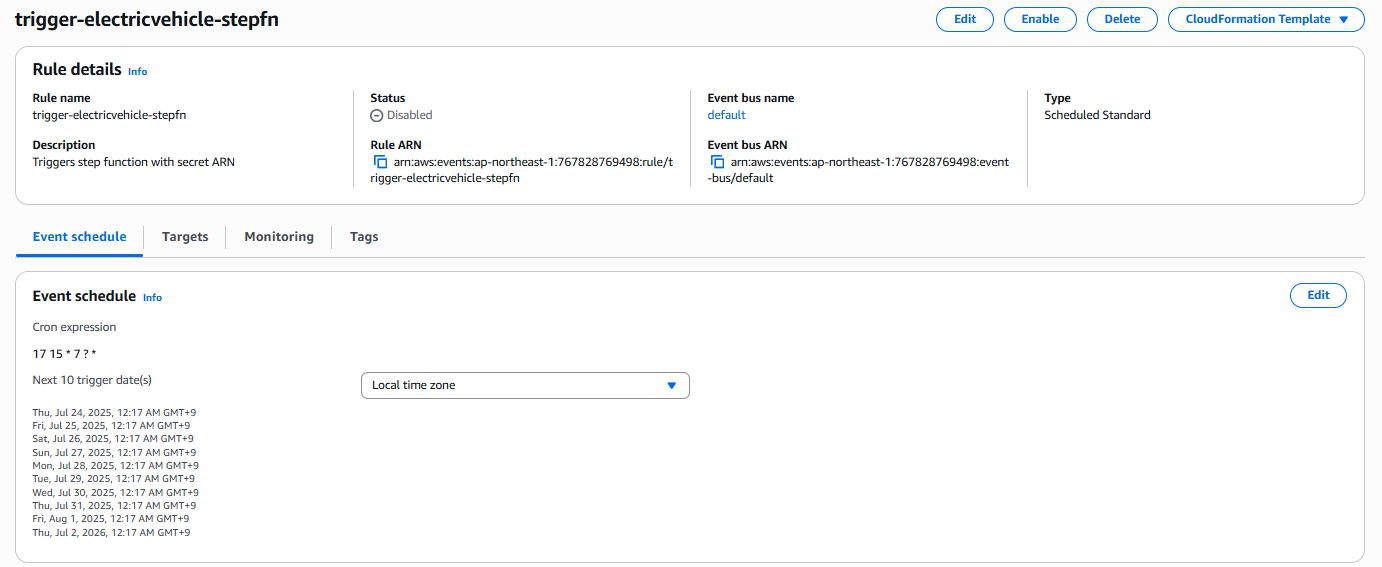 trigger-electricvehicle-stepfn
Edit
Enable
Delete
CloudFormation Template
Rule details Info
Rule name
trigger-electricvehicle-stepfn
Description
Triggers step function with secret ARN
Status
Disabled
Rule ARN
arn:aws:events:ap-northeast-1:767828769498:rule/t
rigger-electricvehicle-stepfn
Event bus name
default
Event bus ARN
arn:aws:events:ap-northeast-1:767828769498:event
-bus/default
Type
Scheduled Standard
Event schedule
Targets
Monitoring
Tags
Event schedule Info
Edit
Cron expression
17 15 * 7 ? *
Next 10 trigger date(s)
Local time zone
Thu, Jul 24, 2025, 12:17 AM GMT+9
Fri, Jul 25, 2025, 12:17 AM GMT+9
Sat, Jul 26, 2025, 12:17 AM GMT+9
Sun, Jul 27, 2025, 12:17 AM GMT+9
Mon, Jul 28, 2025, 12:17 AM GMT+9
Tue, Jul 29, 2025, 12:17 AM GMT+9
Wed, Jul 30, 2025, 12:17 AM GMT+9
Thu, Jul 31, 2025, 12:17 AM GMT+9
Fri, Aug 1, 2025, 12:17 AM GMT+9
Thu, Jul 2, 2026, 12:17 AM GMT+9